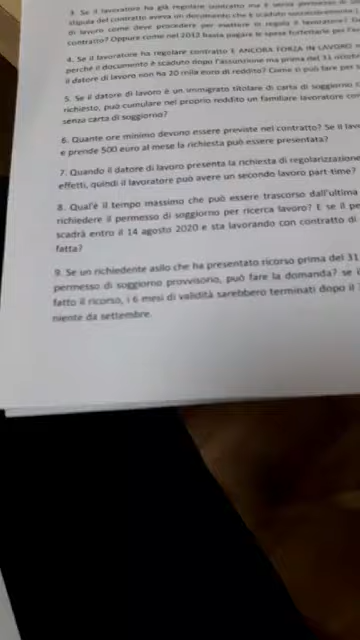 3. Se il lavoratore ha già regolare contratto ma è senza permesso di
stipula del contratto aveva un documento che è scaduto successivamente
di lavoro come deve procedere per mettere in regola il lavoratore?
contratto? Oppure come nel 2012 basta pagare le spese forfettarie per l'
4. Se il lavoratore ha regolare contratto E ANCORA FORZA IN LAVORO
perché il documento è scaduto dopo l'assunzione ma prima del 31 ottobre
il datore di lavoro non ha 20 mila euro di reddito? Come si può fare per
5. Se il datore di lavoro è un immigrato titolare di carta di soggiorno
richiesto, può cumulare nel proprio reddito un familiare lavoratore con
senza carta di soggiorno?
6. Quante ore minimo devono essere previste nel contratto? Se il lav
e prende 500 euro al mese la richiesta può essere presentata?
7. Quando il datore di lavoro presenta la richiesta di regolarizzazione
effetti, quindi il lavoratore può avere un secondo lavoro part time?
8. Qual'è il tempo massimo che può essere trascorso dall'ultima
richiedere il permesso di soggiorno per ricerca lavoro? E se il pe
scadrà entro il 14 agosto 2020 e sta lavorando con contratto di
fatta?
9. Se un richiedente asilo che ha presentato ricorso prima del 31
permesso di soggiorno provvisorio, può fare la domanda? se i
fatto il ricorso, i 6 mesi di validità sarebbero terminati dopo il
niente da settembre.